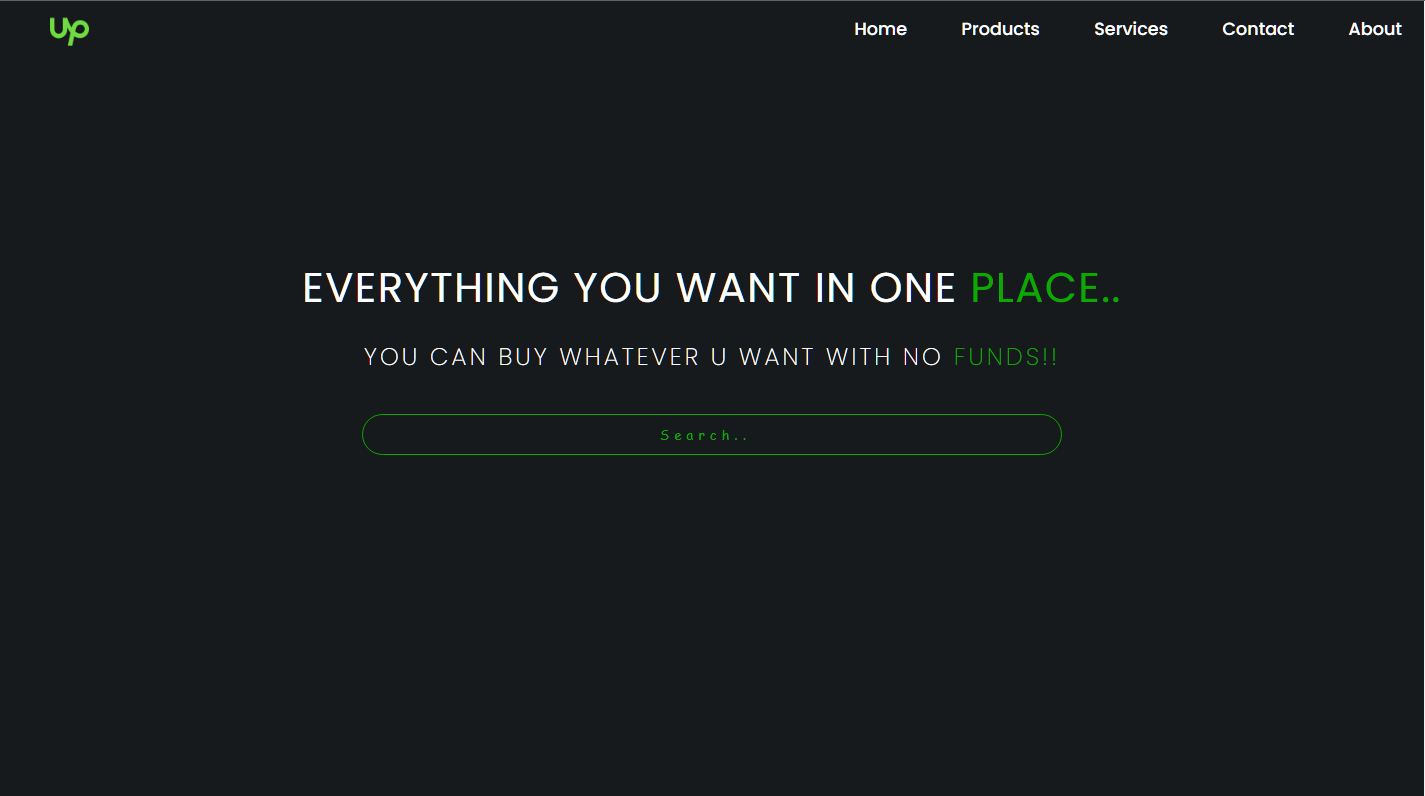 Up
Home Products Services Contact About
EVERYTHING YOU WANT IN ONE PLACE..
YOU CAN BUY WHATEVER U WANT WITH NO FUNDS!!
Search..